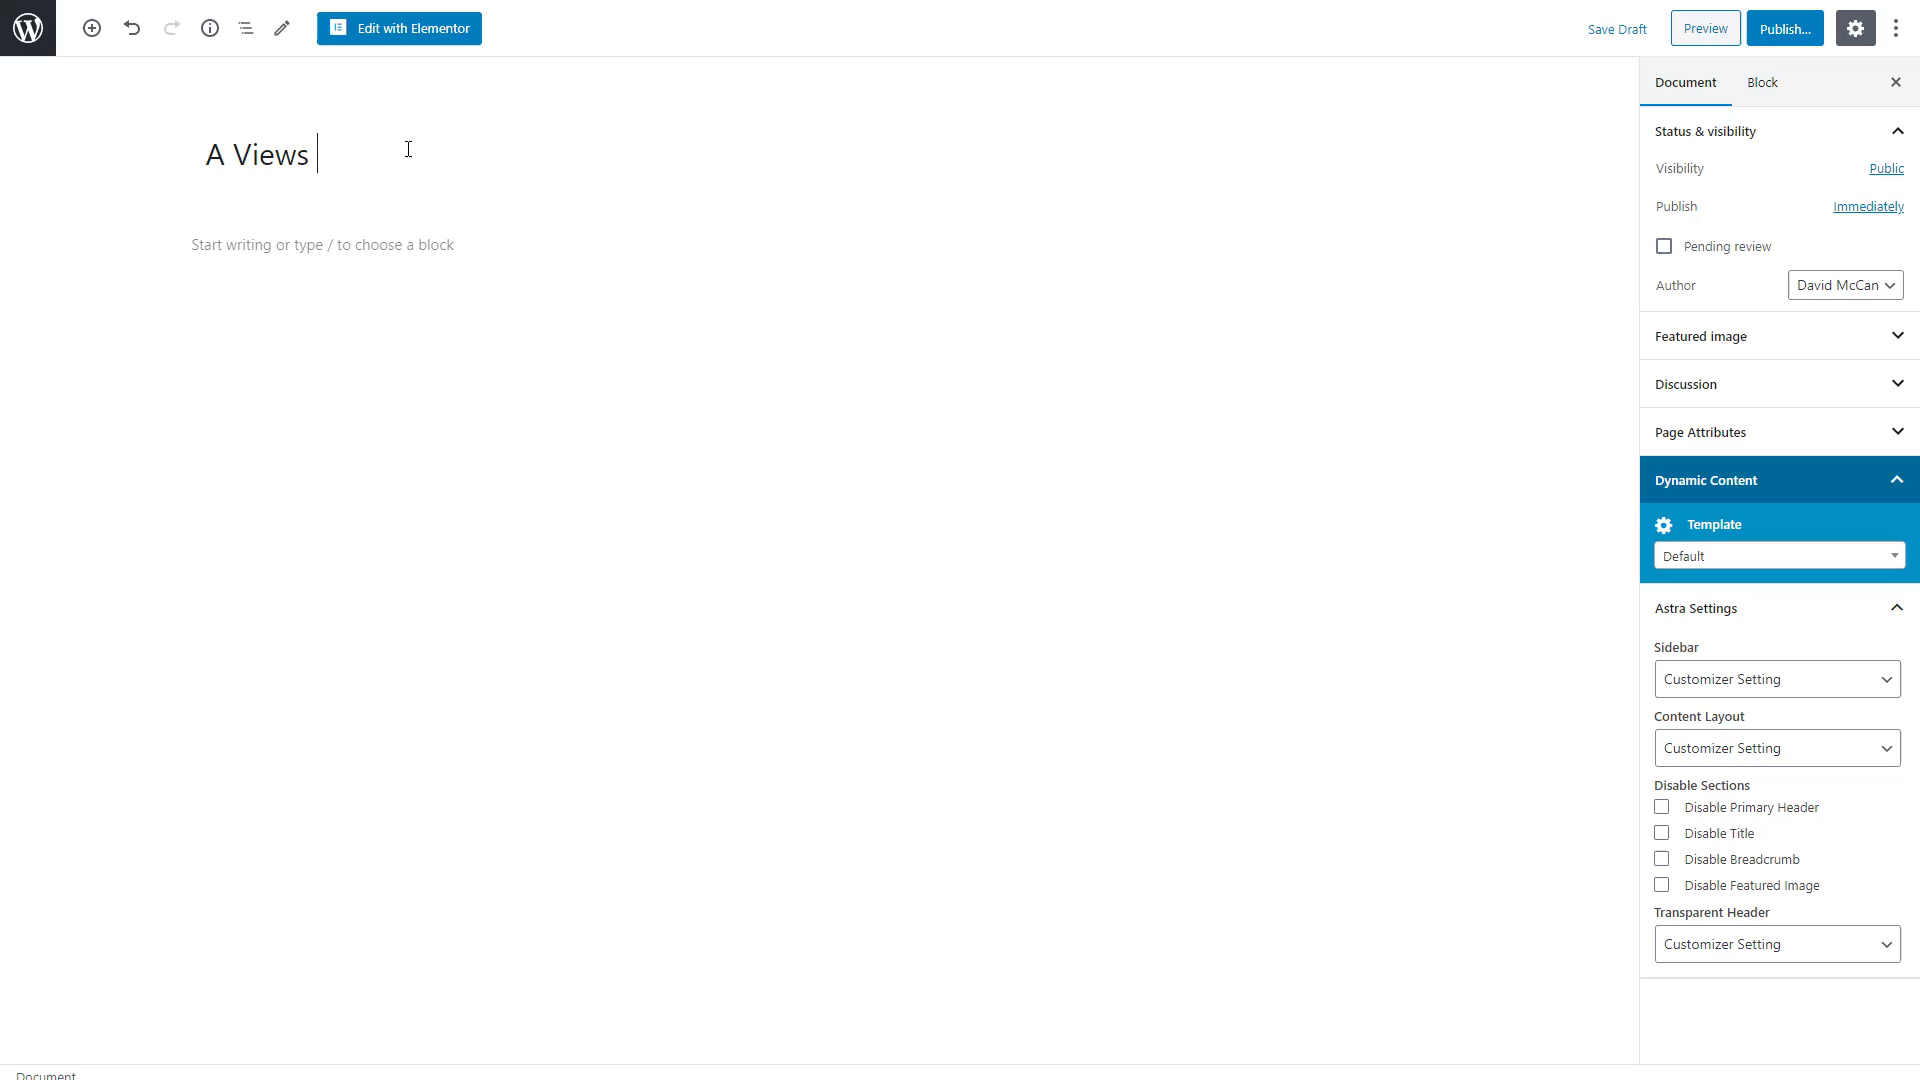 Edit with Elementor
Save Draft
Preview
Publish...
Document
Block
A Views
Start writing or type / to choose a block
Status & visibility
Visibility
Public
Publish
Immediately
Pending review
Author
David McCan
Featured image
Discussion
Page Attributes
Dynamic Content
Template
Default
Astra Settings
Sidebar
Customizer Setting
Content Layout
Customizer Setting
Disable Sections
Disable Primary Header
Disable Title
Disable Breadcrumb
Disable Featured Image
Transparent Header
Customizer Setting
Document